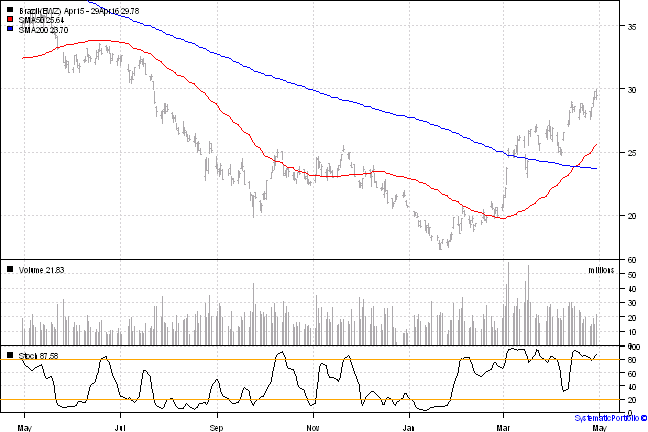 Brazil(EWZ) Apr15 - 29Apr16 29.78
SMA50 25.64
SMA200 23.70
35
30
25
20
Volume 21.83
millions
60
50
40
30
20
10
0
Stoch 87.58
100
80
60
40
20
0
May Jul Sep Nov Jan Mar May
SystematicPortfolio ©